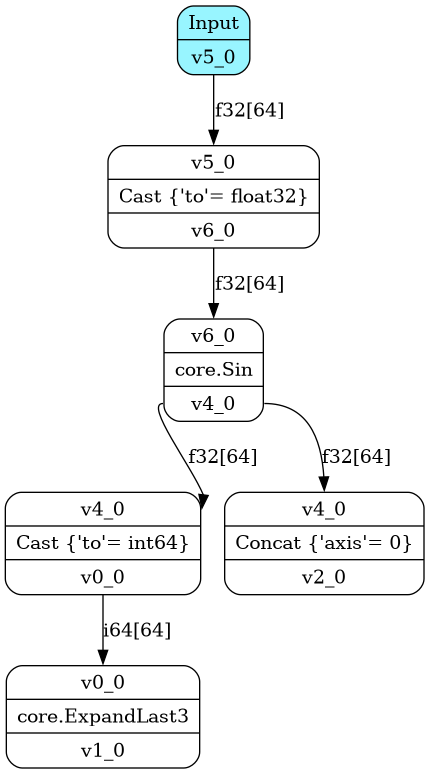 Input
v5_0
f32[64]
v5_0
Cast {'to'= float32}
v6_0
f32[64]
v6_0
core.Sin
v4_0
f32[64]
f32[64]
v4_0
Cast {'to'= int64}
v0_0
v4_0
Concat {'axis'= 0}
v2_0
i64[64]
v0_0
core.ExpandLast3
v1_0